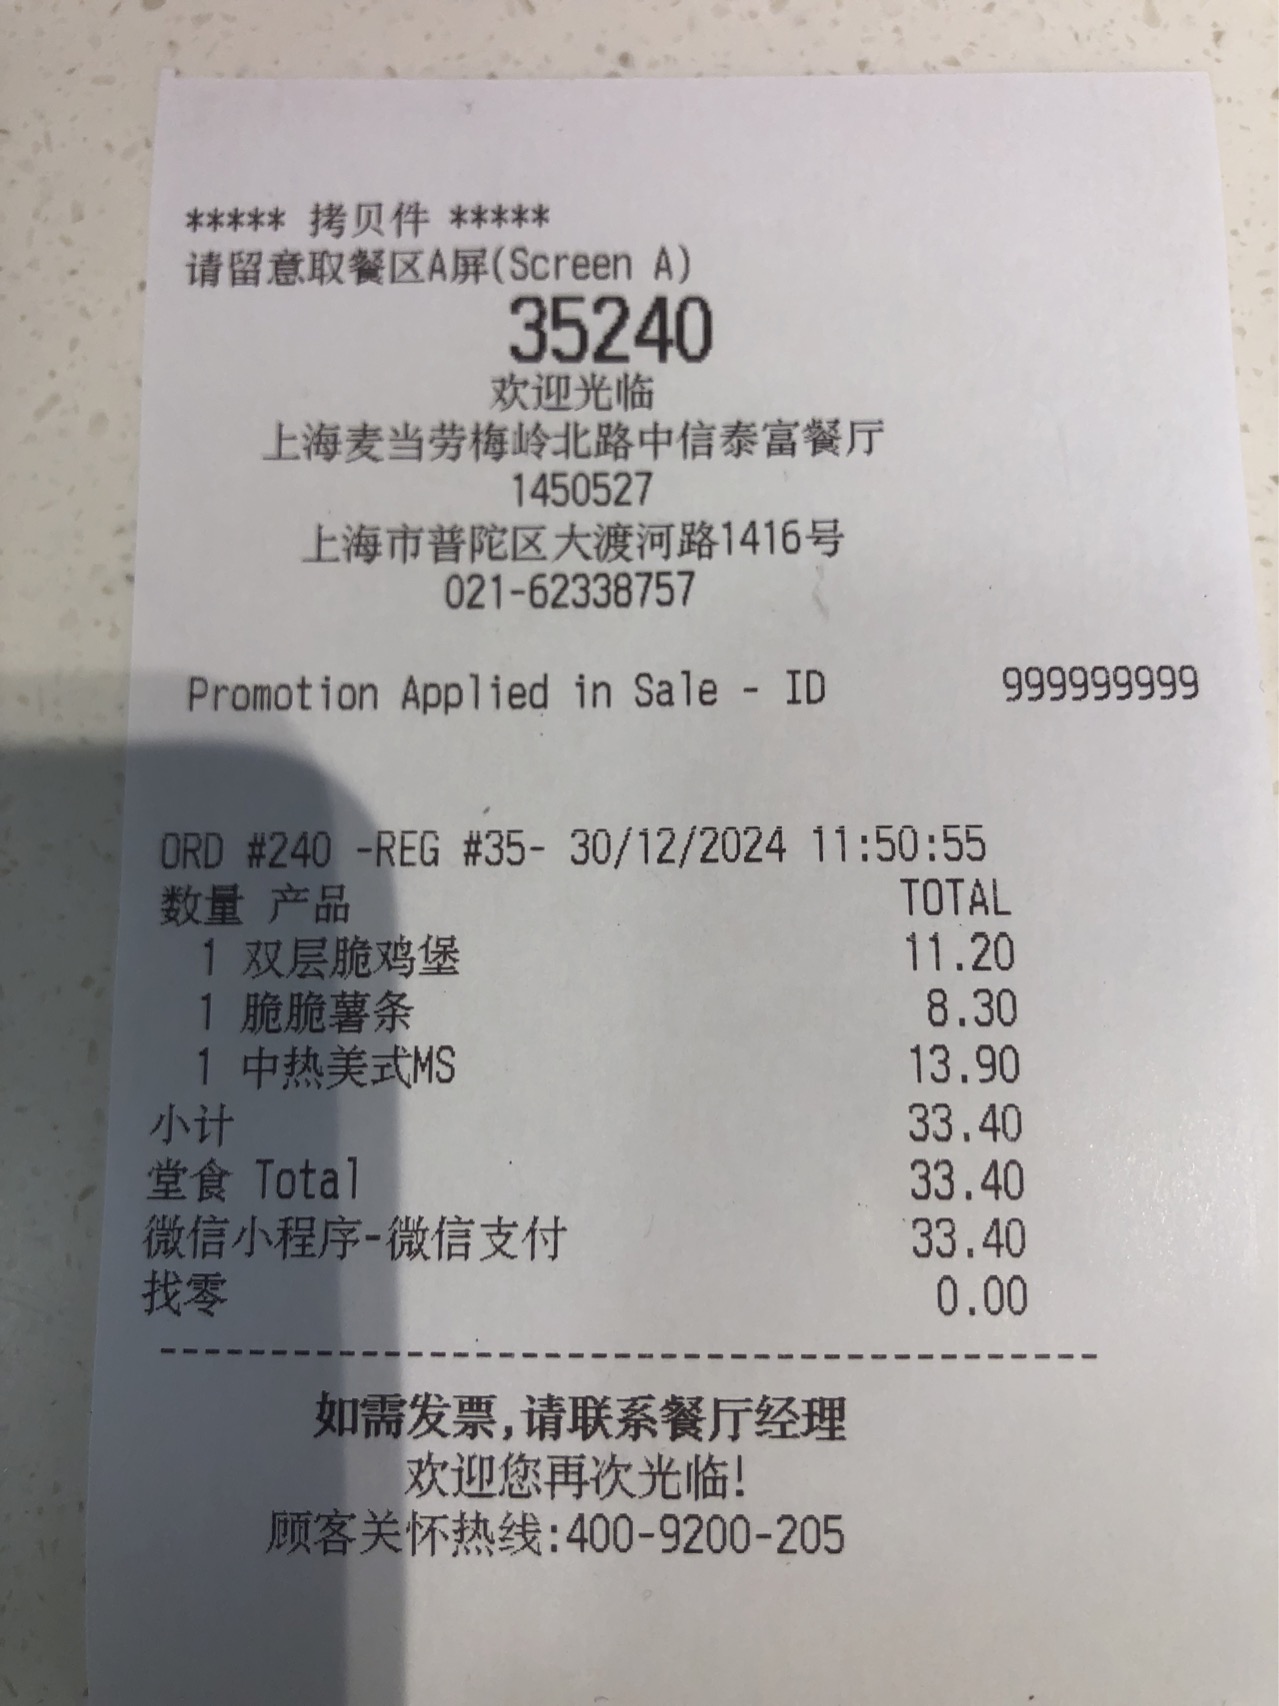 ***** 拷贝件 *****
请留意取餐区A屏(Screen A)
35240
欢迎光临
上海麦当劳梅岭北路中信泰富餐厅
1450527
上海市普陀区大渡河路1416号
021-62338757
Promotion Applied in Sale - ID 999999999
ORD #240 -REG #35- 30/12/2024 11:50:55
数量 产品 TOTAL
1 双层脆鸡堡 11.20
1 脆脆薯条 8.30
1 中热美式MS 13.90
小计 33.40
堂食 Total 33.40
微信小程序-微信支付 33.40
找零 0.00
----------------------------------------
如需发票,请联系餐厅经理
欢迎您再次光临!
顾客关怀热线:400-9200-205